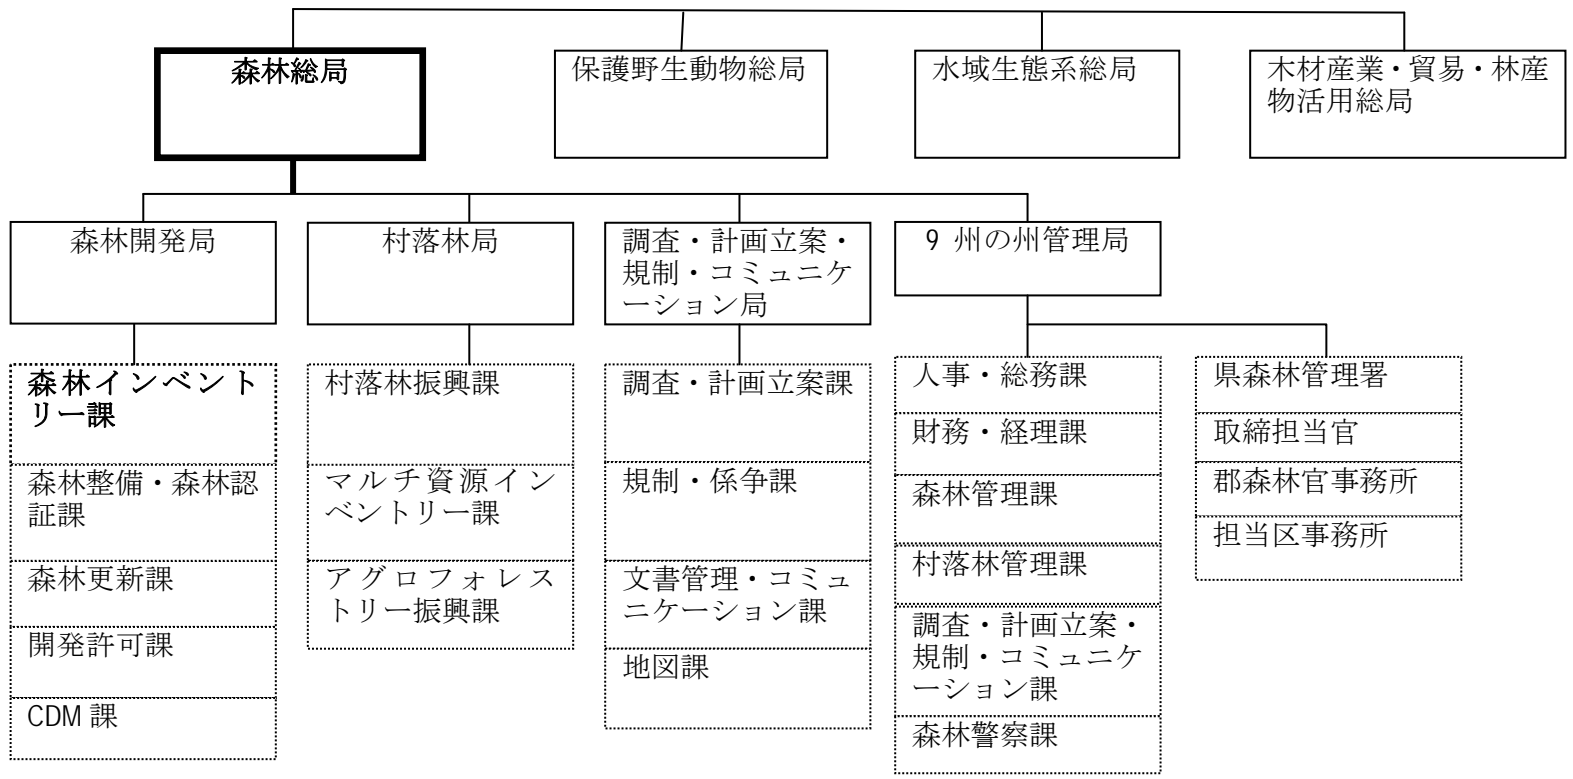 森林総局
保護野生動物総局
水域生態系総局
木材産業・貿易・林産
物活用総局
森林開発局
村落林局
調査・計画立案・
規制・コミュニケ
ーション局
9 州の州管理局
森林インベント
リー課
森林整備・森林認
証課
森林更新課
開発許可課
CDM 課
村落林振興課
マルチ資源イン
ベントリー課
アグロフォレス
トリー振興課
調査・計画立案課
規制・係争課
文書管理・コミュ
ニケーション課
地図課
人事・総務課
財務・経理課
森林管理課
村落林管理課
調査・計画立案・
規制・コミュニケ
ーション課
森林警察課
県森林管理署
取締担当官
郡森林官事務所
担当区事務所